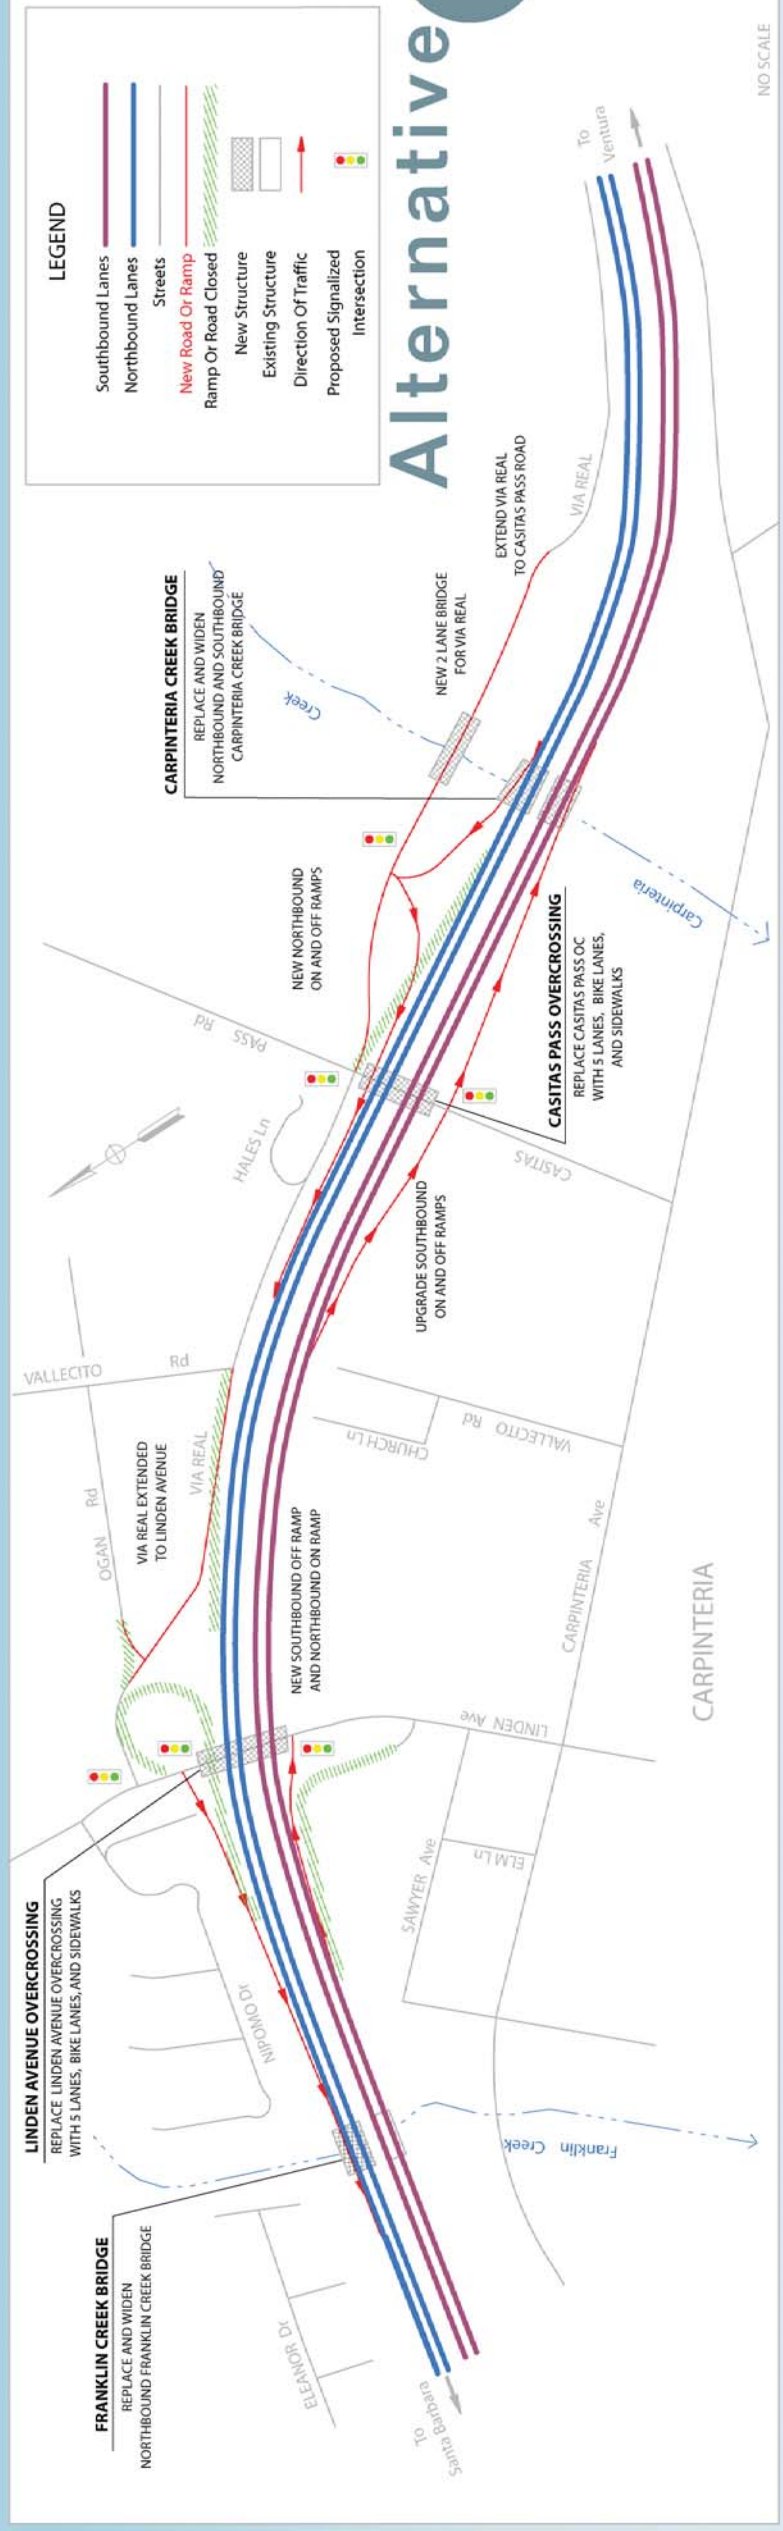 FRANKLIN CREEK BRIDGE
REPLACE AND WIDEN
NORTHBOUND FRANKLIN CREEK BRIDGE
LINDEN AVENUE OVERCROSSING
REPLACE LINDEN AVENUE OVERCROSSING
WITH 5 LANES, BIKE LANES, AND SIDEWALKS
CARPINTERIA CREEK BRIDGE
REPLACE AND WIDEN
NORTHBOUND AND SOUTHBOUND
CARPINTERIA CREEK BRIDGE
LEGEND
Southbound Lanes
Northbound Lanes
Streets
New Road Or Ramp
Ramp Or Road Closed
New Structure
Existing Structure
Direction Of Traffic
Proposed Signalized
Intersection
Alternative
VALLECITO Rd
OGAN Rd
VIA REAL EXTENDED
TO LINDEN AVENUE
VIA REAL
HALES Ln
PASS Rd
NEW NORTHBOUND
ON AND OFF RAMPS
Creek
NEW 2 LANE BRIDGE
FOR VIA REAL
EXTEND VIA REAL
TO CASITAS PASS ROAD
VIA REAL
To
Ventura
ELEANOR Dr
NIPOMO Dr
To
Santa Barbara
NEW SOUTHBOUND OFF RAMP
AND NORTHBOUND ON RAMP
CHURCH Ln
VALLECITO Rd
UPGRADE SOUTHBOUND
ON AND OFF RAMPS
CASITAS
CASITAS PASS OVERCROSSING
REPLACE CASITAS PASS OC
WITH 5 LANES, BIKE LANES,
AND SIDEWALKS
Carpinteria
Franklin Creek
SAWYER Ave
ELM Ln
LINDEN Ave
CARPINTERIA Ave
CARPINTERIA
NO SCALE